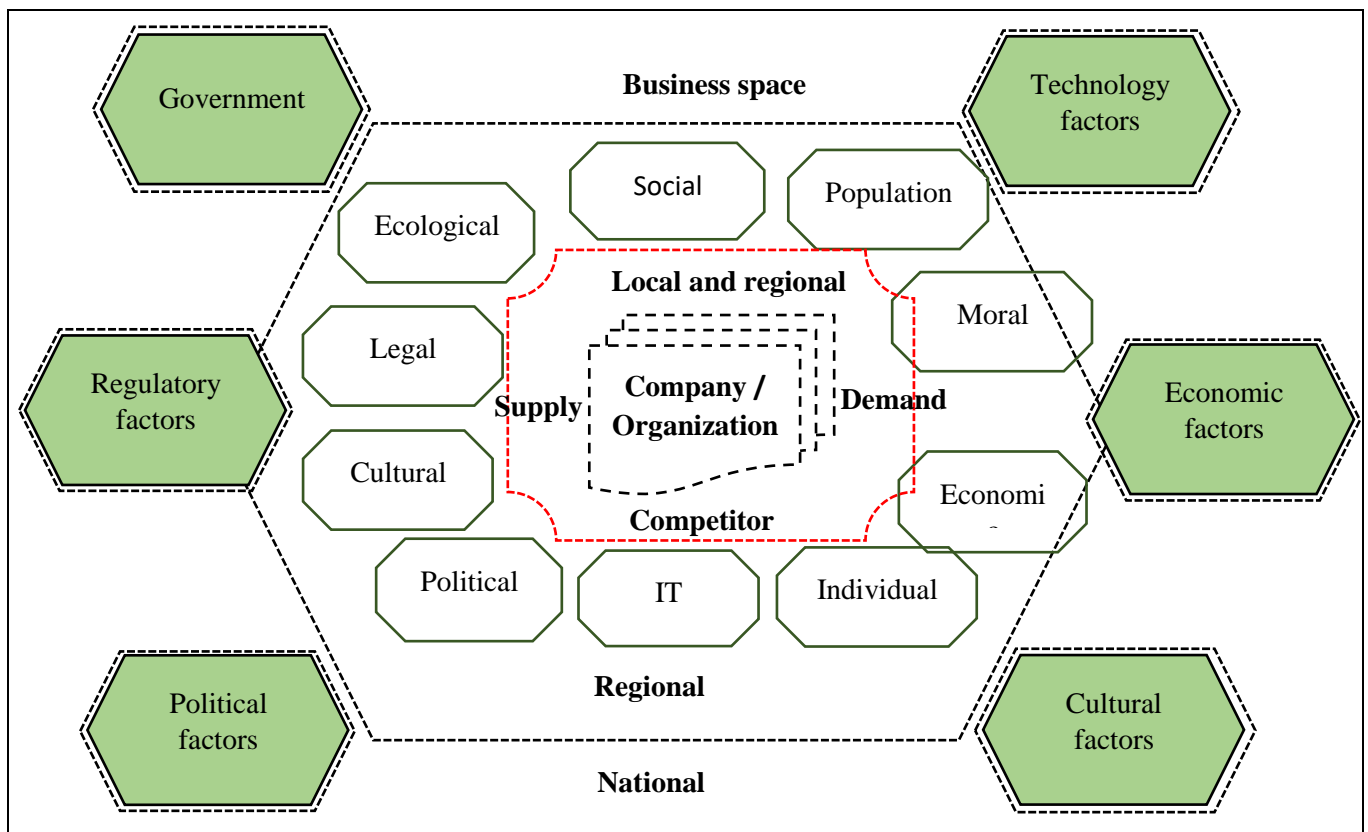 Government
Business space
Technology
factors
Social
Population
Ecological
Local and regional
Moral
Legal
Regulatory
factors
Supply
Company /
Organization
Demand
Economic
factors
Cultural
Economi
Competitor
Political
IT
Individual
Regional
Political
factors
National
Cultural
factors